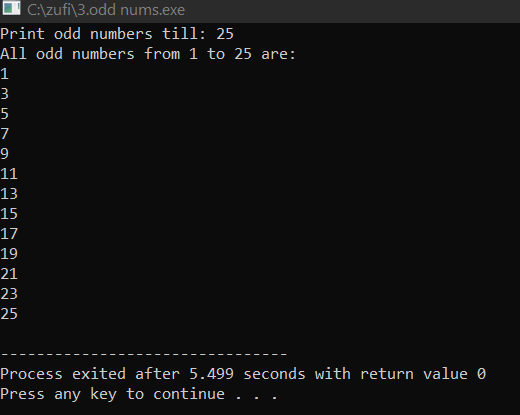 C:\zufi\3.odd nums.exe
Print odd numbers till: 25
All odd numbers from 1 to 25 are:
1
3
5
7
9
11
13
15
17
19
21
23
25
--------------------------------
Process exited after 5.499 seconds with return value 0
Press any key to continue . . .